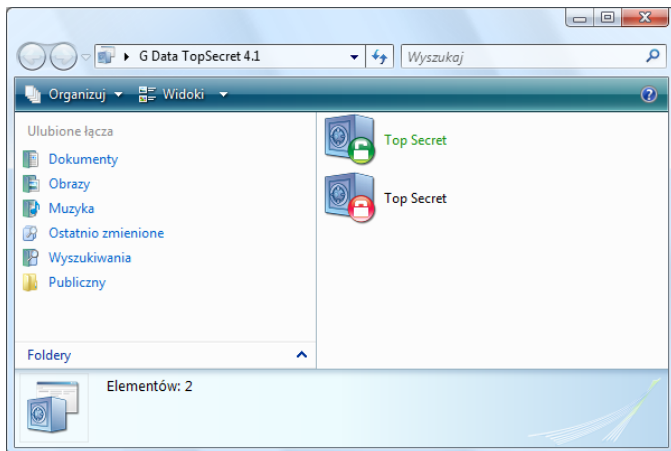 G Data TopSecret 4.1
Wyszukaj
Organizuj Widoki
Ulubione łącza
Dokumenty
Obrazy
Muzyka
Ostatnio zmienione
Wyszukiwania
Publiczny
Foldery
Top Secret
Top Secret
Elementów: 2